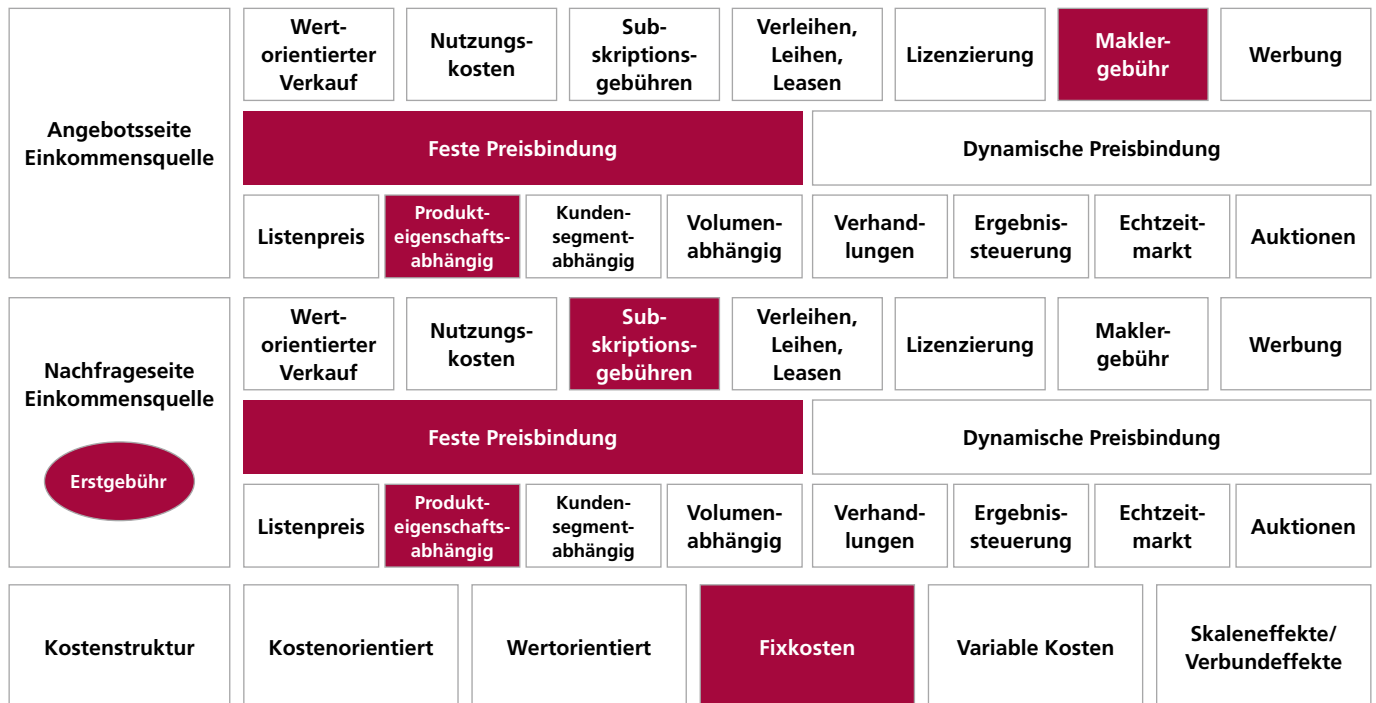 Wert-
orientierter
Verkauf
Nutzungs-
kosten
Sub-
skriptions-
gebühren
Verleihen,
Leihen,
Leasen
Lizenzierung
Makler-
gebühr
Werbung
Angebotsseite
Einkommensquelle
Feste Preisbindung
Dynamische Preisbindung
Listenpreis
Produkt-
eigenschafts-
abhängig
Kunden-
segment-
abhängig
Volumen-
abhängig
Verhand-
lungen
Ergebnis-
steuerung
Echtzeit-
markt
Auktionen
Wert-
orientierter
Verkauf
Nutzungs-
kosten
Sub-
skriptions-
gebühren
Verleihen,
Leihen,
Leasen
Lizenzierung
Makler-
gebühr
Werbung
Nachfrageseite
Einkommensquelle
Erstgebühr
Feste Preisbindung
Dynamische Preisbindung
Listenpreis
Produkt-
eigenschafts-
abhängig
Kunden-
segment-
abhängig
Volumen-
abhängig
Verhand-
lungen
Ergebnis-
steuerung
Echtzeit-
markt
Auktionen
Kostenstruktur
Kostenorientiert
Wertorientiert
Fixkosten
Variable Kosten
Skaleneffekte/
Verbundeffekte